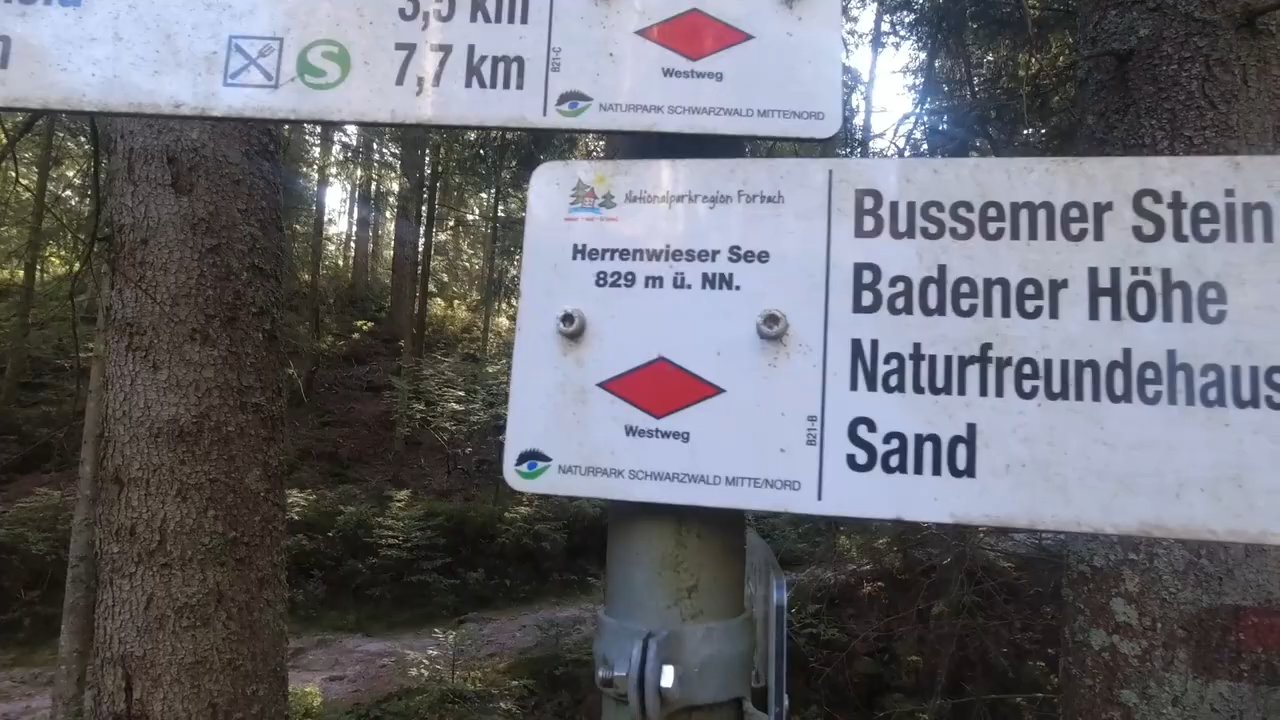 3,5 km
S 7,7 km
B21-C
Westweg
NATURPARK SCHWARZWALD MITTE/NORD
Nationalparkregion Forbach
Herrenwieser See
829 m ü. NN.
Westweg
B21-B
NATURPARK SCHWARZWALD MITTE/NORD
Bussemer Stein
Badener Höhe
Naturfreundehaus
Sand